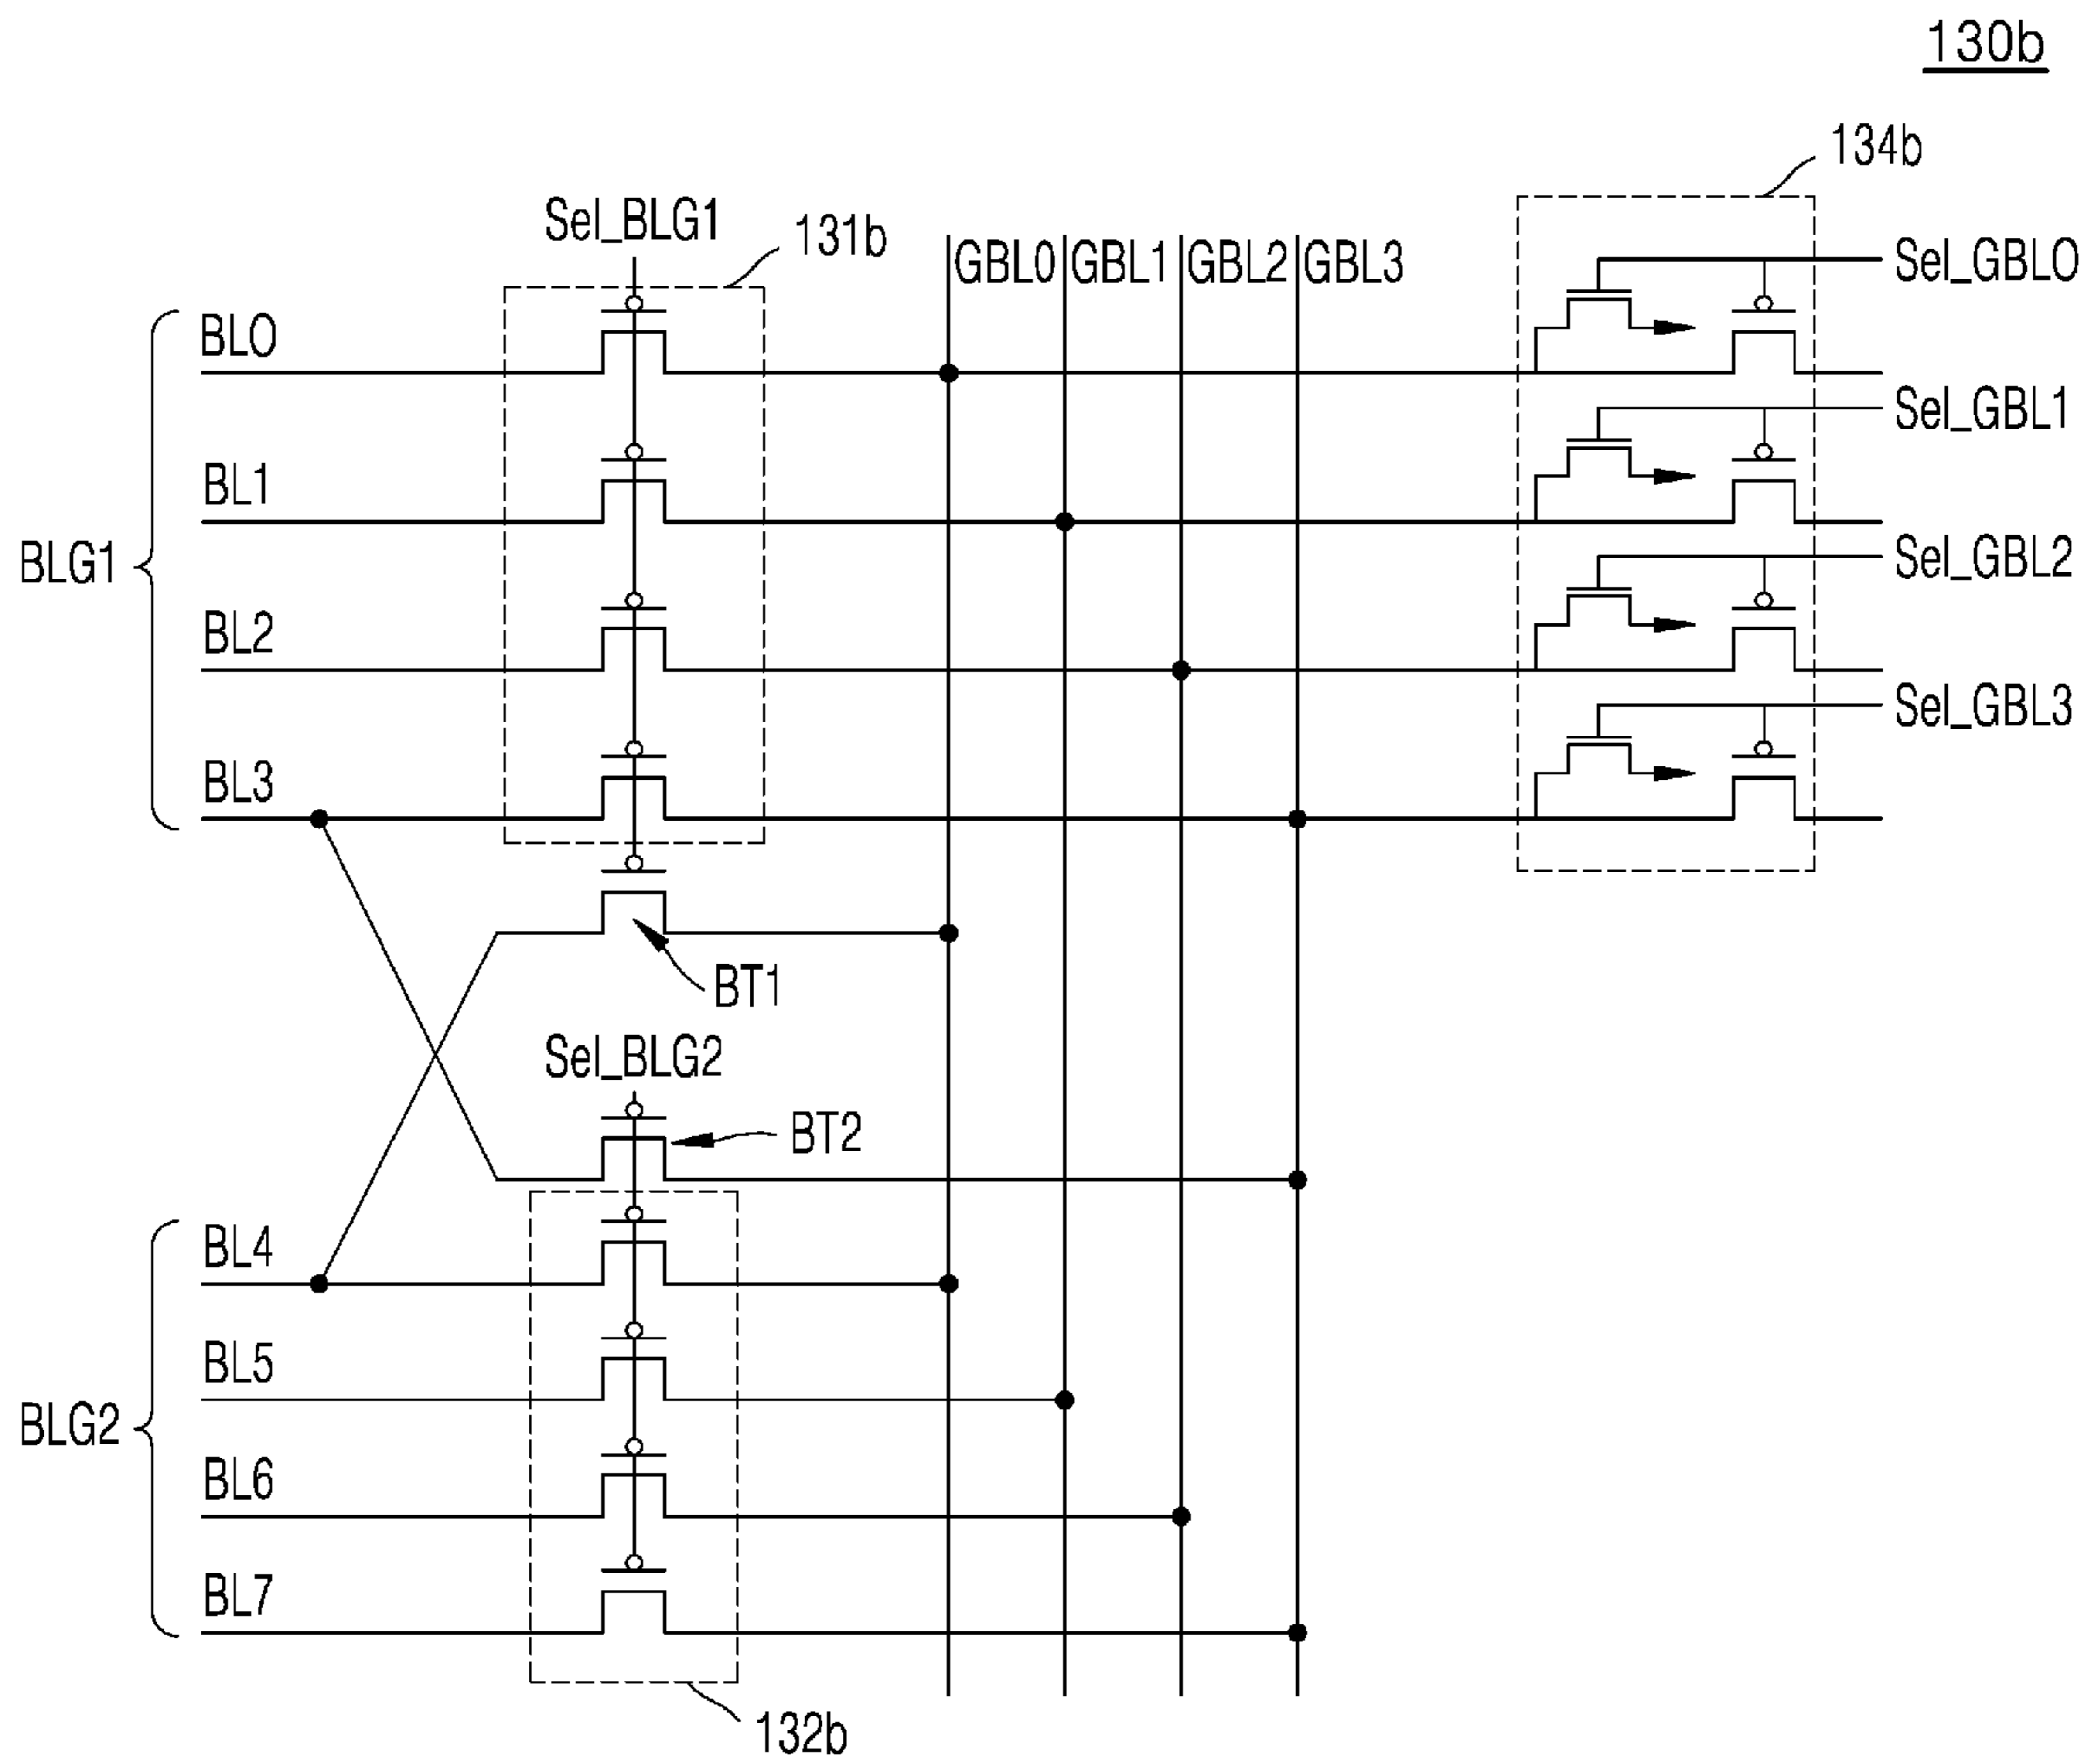 130b
134b
Sel_BLG1
131b
GBL0 GBL1 GBL2 GBL3
Sel_GBL0
BL0
Sel_GBL1
BL1
BLG1
Sel_GBL2
BL2
Sel_GBL3
BL3
BT1
Sel_BLG2
BT2
BL4
BL5
BLG2
BL6
BL7
132b